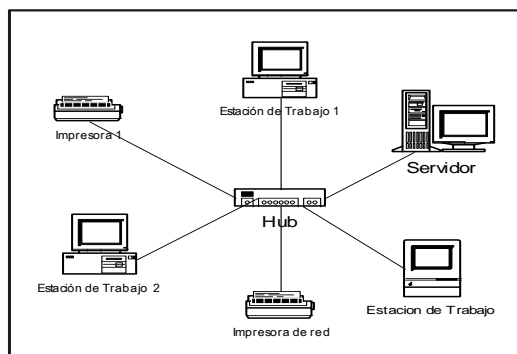 Estación de Trabajo 1
Impresora 1
Servidor
Hub
Estación de Trabajo 2
Estacion de Trabajo
Impresora de red